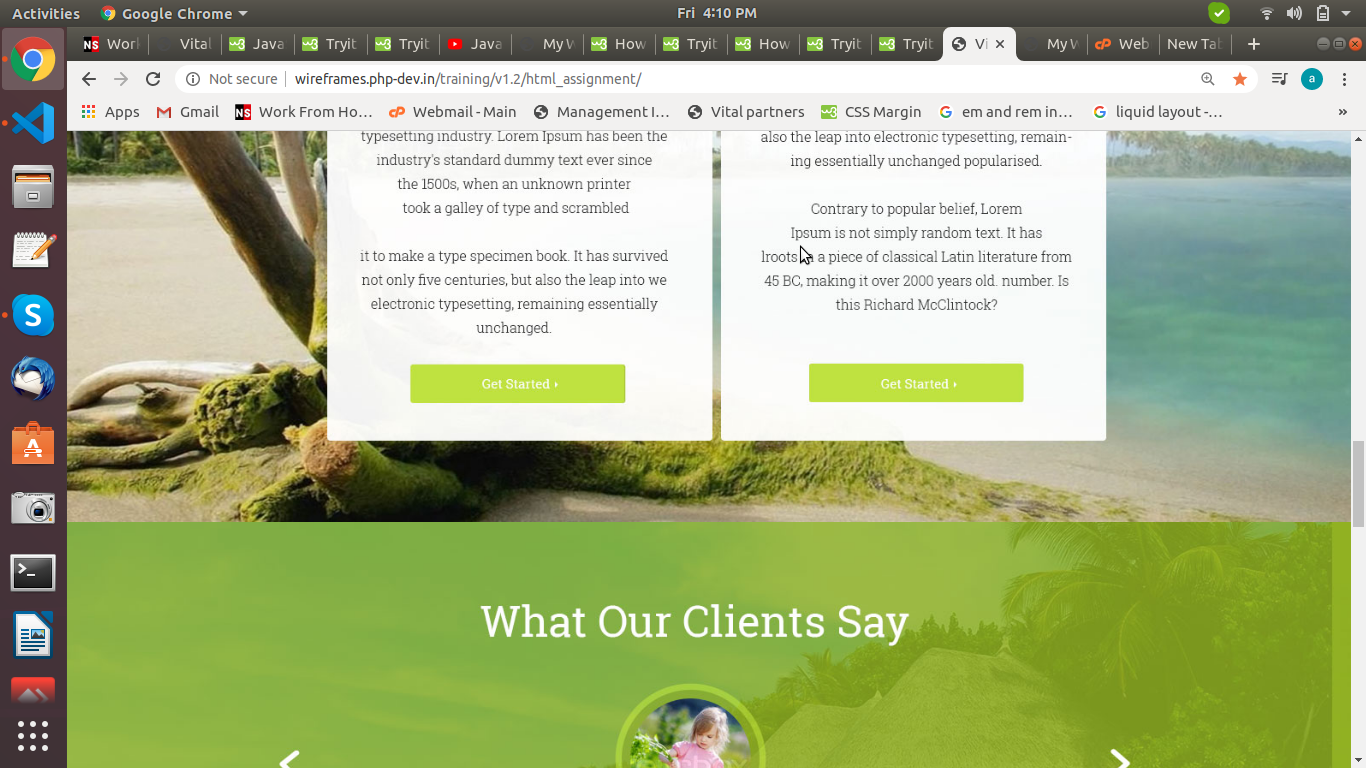 Activities
Google Chrome
Fri 4:10 PM
NS Worl
Vital
Java
Tryit
Tryit
Java
My W
How
Tryit
How
Tryit
Tryit
Vi
My W
cP Web
New Tab
Not secure
wireframes.php-dev.in/training/v1.2/html_assignment/
a
Apps
Gmail
NS Work From Ho...
cP Webmail - Main
Management I...
Vital partners
CSS Margin
G em and rem in...
G liquid layout -...
»
typesetting industry. Lorem Ipsum has been the
industry's standard dummy text ever since
the 1500s, when an unknown printer
took a galley of type and scrambled
it to make a type specimen book. It has survived
not only five centuries, but also the leap into we
electronic typesetting, remaining essentially
unchanged.
Get Started ›
also the leap into electronic typesetting, remain-
ing essentially unchanged popularised.
Contrary to popular belief, Lorem
Ipsum is not simply random text. It has
lroots a piece of classical Latin literature from
45 BC, making it over 2000 years old. number. Is
this Richard McClintock?
Get Started ›
What Our Clients Say